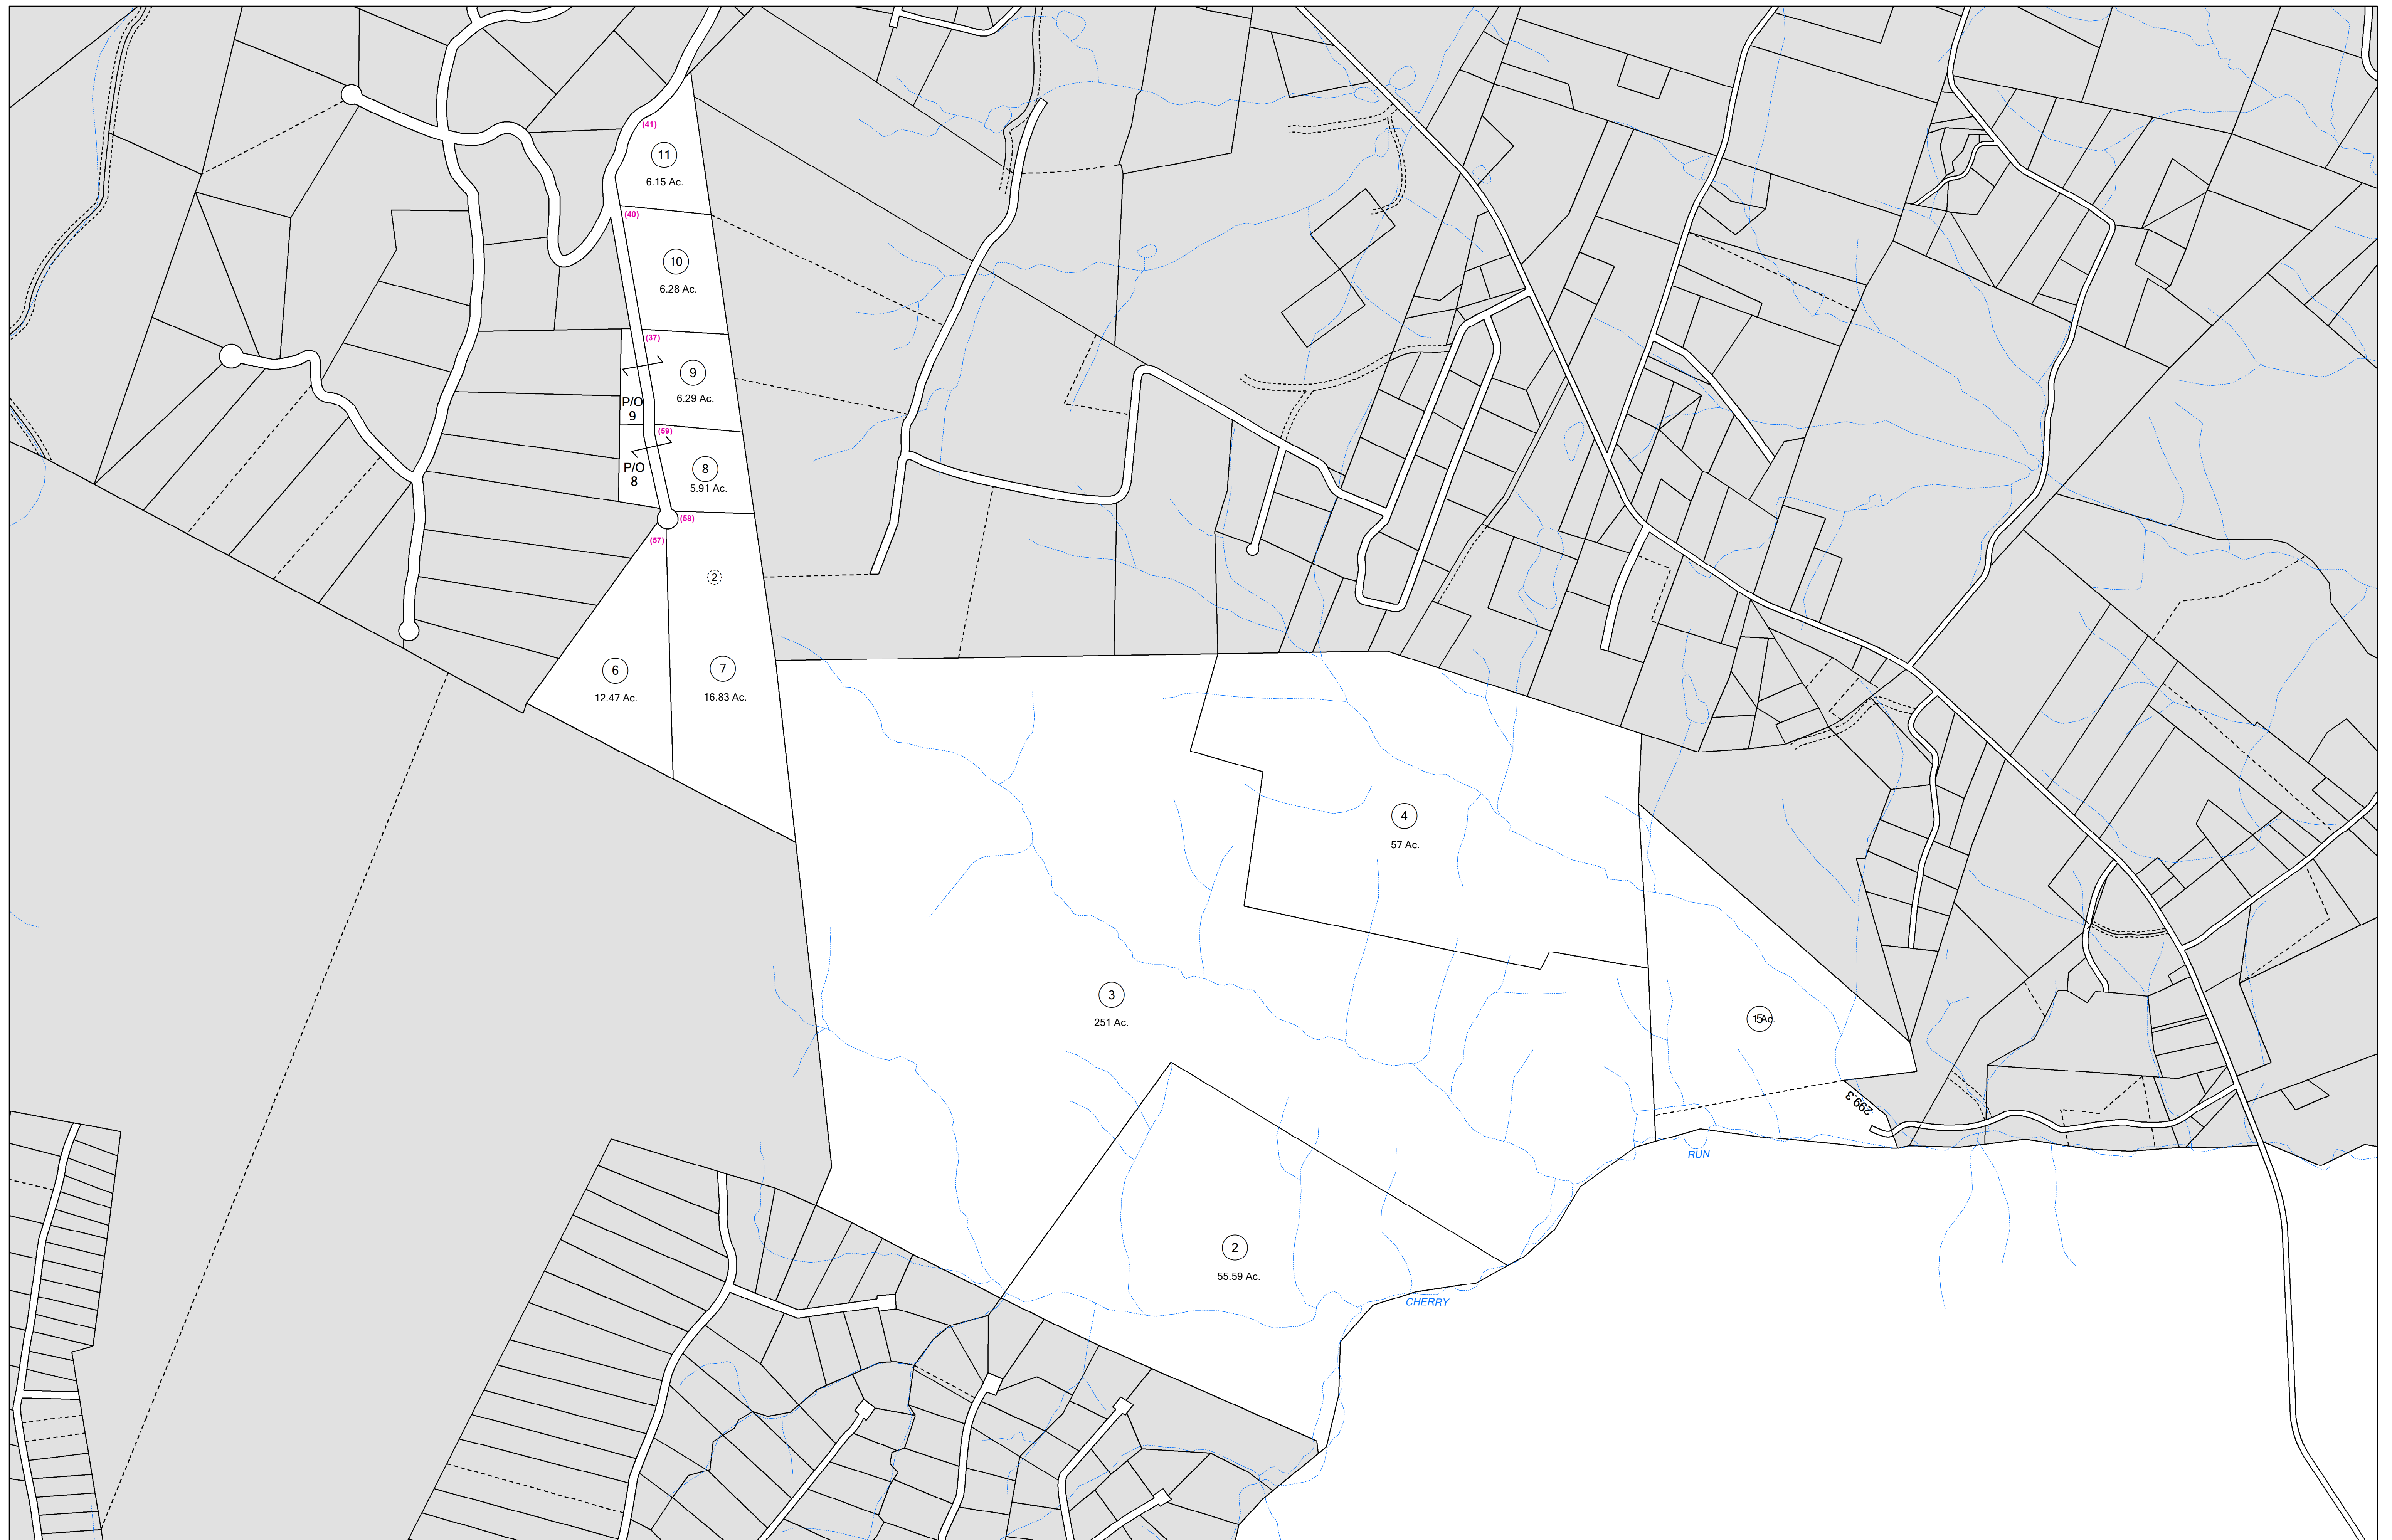 (41)
11
6.15 Ac.
(40)
10
6.28 Ac.
(37)
9
6.29 Ac.
P/O
9
(59)
8
5.91 Ac.
P/O
8
(58)
(57)
2
6
12.47 Ac.
7
16.83 Ac.
4
57 Ac.
3
251 Ac.
299.3
RUN
2
55.59 Ac.
CHERRY